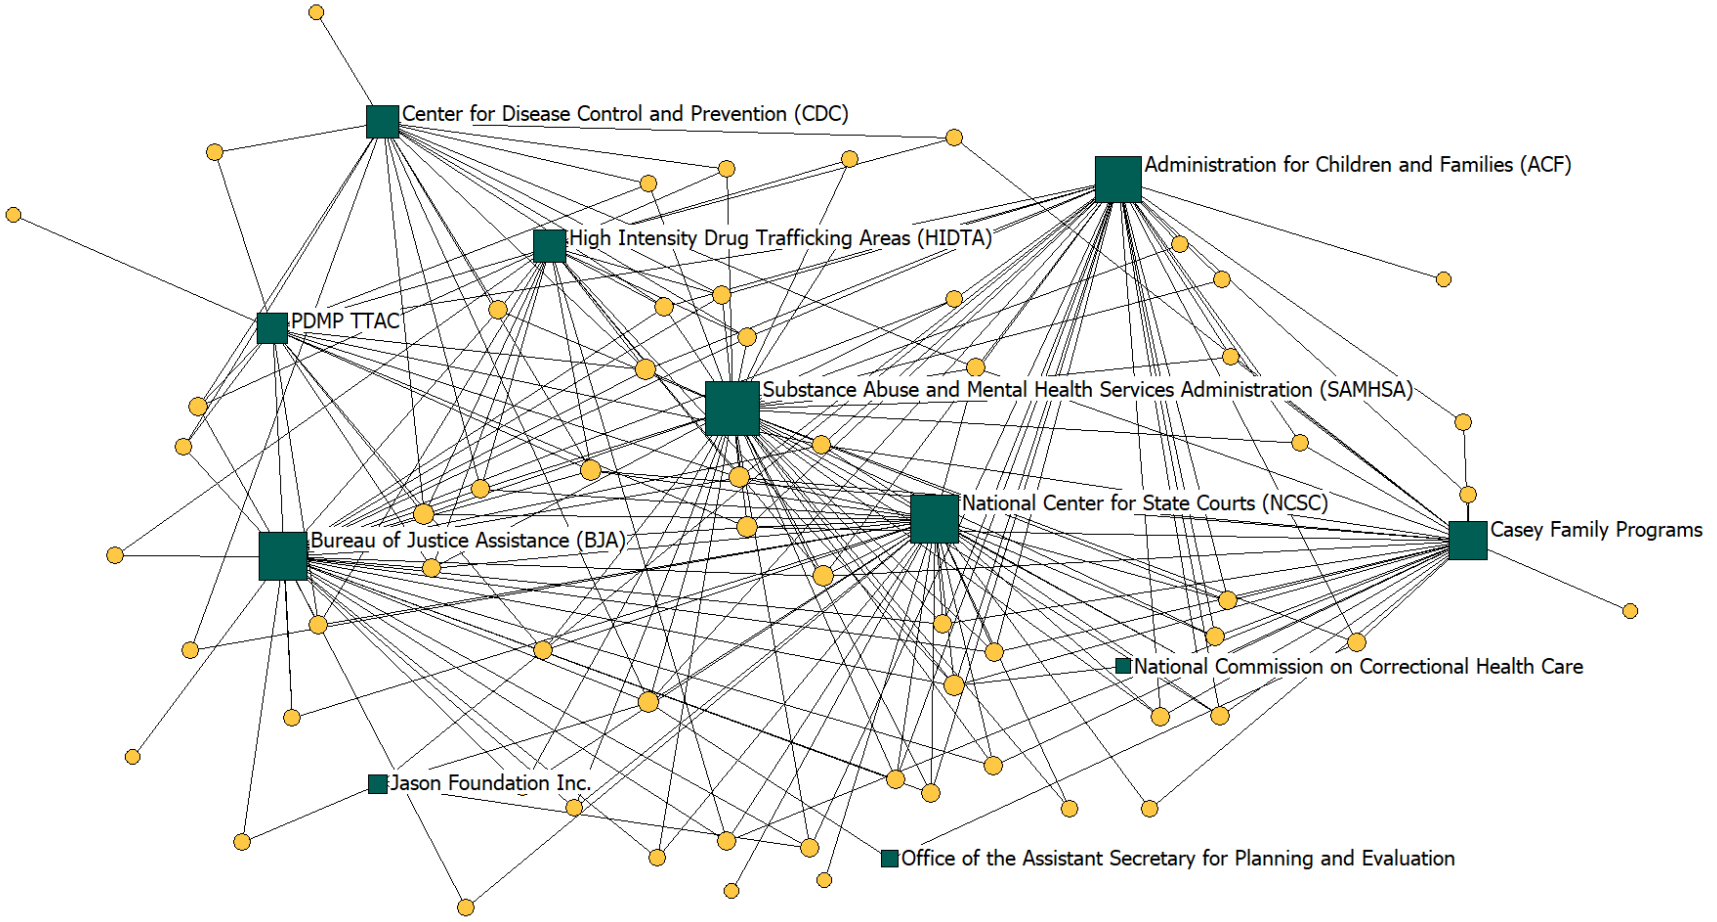 Center for Disease Control and Prevention (CDC)
Administration for Children and Families (ACF)
High Intensity Drug Trafficking Areas (HIDTA)
PDMP TTAC
Substance Abuse and Mental Health Services Administration (SAMHSA)
National Center for State Courts (NCSC)
Casey Family Programs
Bureau of Justice Assistance (BJA)
National Commission on Correctional Health Care
Jason Foundation Inc.
Office of the Assistant Secretary for Planning and Evaluation